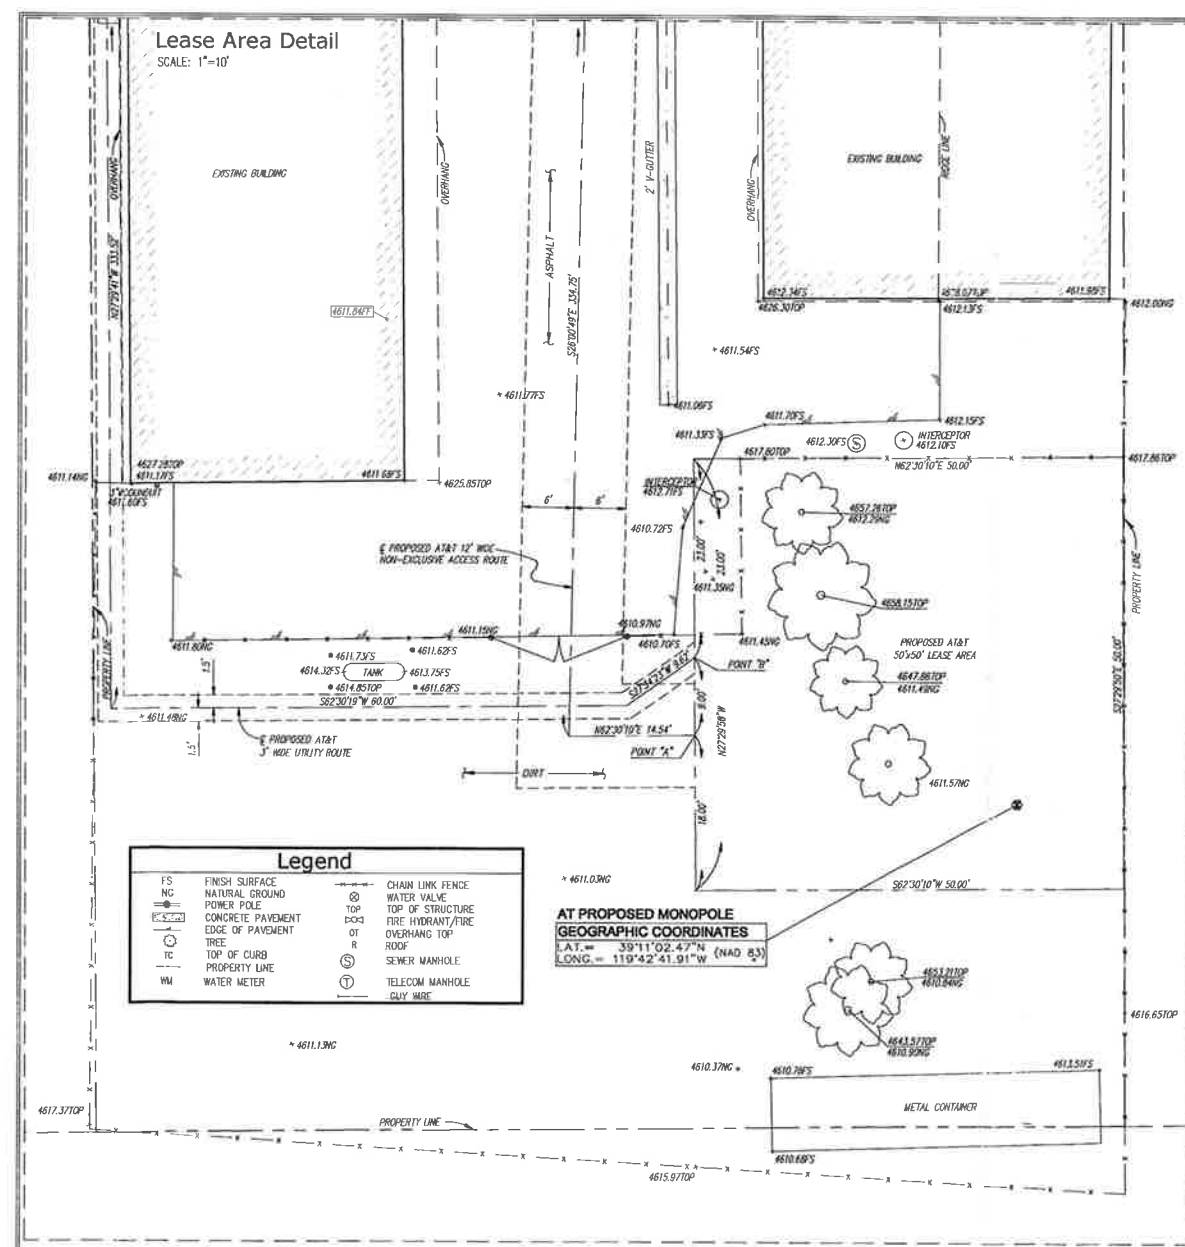 Lease Area Detail
SCALE: 1"=10'
OVERHANG
N27°29'41"W 333.52'
EXISTING BUILDING
OVERHANG
4611.84FF
ASPHALT
S26°00'49"E 334.75'
2' V-GUTTER
OVERHANG
EXISTING BUILDING
RIDGE LINE
4612.34FS
4626.30TOP
4612.13FS
4611.98FS
4612.00NG
4611.54FS
4611.77FS
4611.06FS
4611.70FS
4612.15FS
4611.33FS
4612.30FS
S
INTERCEPTOR
4612.10FS
4617.80TOP
N62°30'10"E 50.00'
4617.86TOP
4611.14NG
4627.28TOP
4611.17FS
4611.60FS
4611.68FS
4625.85TOP
INTERCEPTOR
4612.71FS
6'
6'
4610.72FS
23.00'
23.00'
4611.35NG
4657.26TOP
4612.29NG
℄ PROPOSED AT&T 12' WIDE
NON-EXCLUSIVE ACCESS ROUTE
4658.15TOP
PROPERTY LINE
4611.80NG
4611.15NG
4610.97NG
4610.70FS
4611.45NG
PROPOSED AT&T
50'x50' LEASE AREA
PROPERTY LINE
1.5'
4611.73FS
4611.62FS
4614.32FS
TANK
4613.75FS
4614.85TOP
4611.62FS
POINT "B"
4647.86TOP
4611.49NG
S27°29'50"E 50.00'
S62°30'19"W 60.00'
4611.48NG
9.00'
N27°29'58"W
N62°30'10"E 14.54'
℄ PROPOSED AT&T
3' WIDE UTILITY ROUTE
1.5'
POINT "A"
DIRT
4611.57NG
18.00'
Legend
FS FINISH SURFACE
NG NATURAL GROUND
POWER POLE
CONCRETE PAVEMENT
EDGE OF PAVEMENT
TREE
TC TOP OF CURB
PROPERTY LINE
WM WATER METER
CHAIN LINK FENCE
WATER VALVE
TOP TOP OF STRUCTURE
FIRE HYDRANT/FIRE
OT OVERHANG TOP
R ROOF
S SEWER MANHOLE
T TELECOM MANHOLE
GUY WIRE
4611.03NG
S62°30'10"W 50.00'
AT PROPOSED MONOPOLE
GEOGRAPHIC COORDINATES
LAT.= 39°11'02.47"N
LONG.= 119°42'41.91"W (NAD 83)
4653.21TOP
4610.84NG
4616.65TOP
4643.57TOP
4610.90NG
4611.13NG
4610.37NG
4610.78FS
4613.51FS
METAL CONTAINER
4617.37TOP
PROPERTY LINE
4610.68FS
4615.97TOP